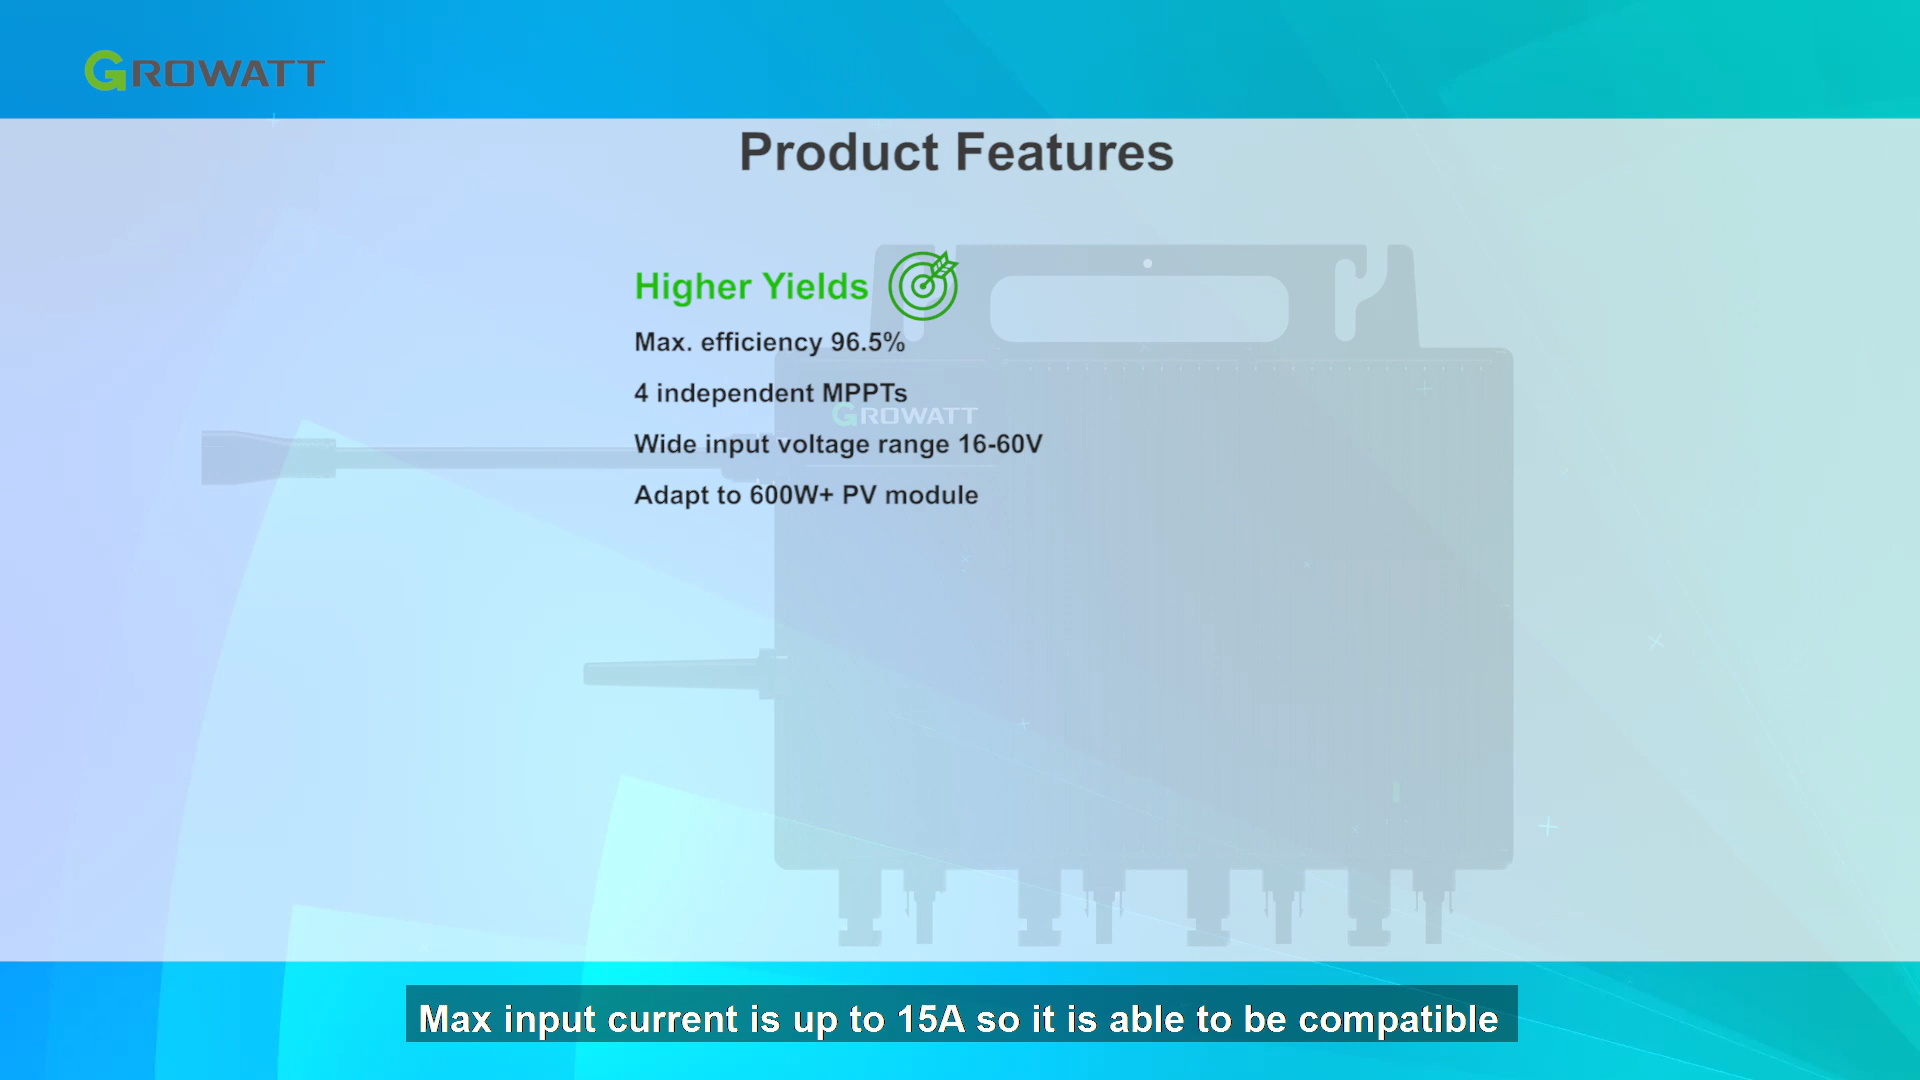 GROWATT
Product Features
Higher Yields
Max. efficiency 96.5%
4 independent MPPTs
GROWATT
Wide input voltage range 16-60V
Adapt to 600W+ PV module
Max input current is up to 15A so it is able to be compatible